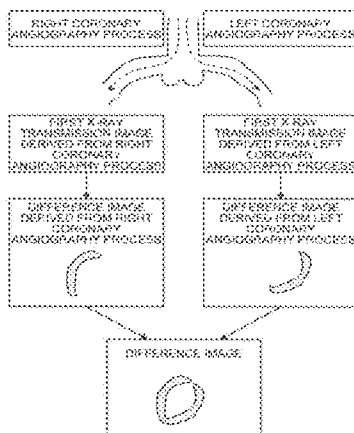 RIGHT CORONARY
ANGIOGRAPHY PROCESS
LEFT CORONARY
ANGIOGRAPHY PROCESS
FIRST X-RAY
TRANSMISSION IMAGE
DERIVED FROM RIGHT
CORONARY
ANGIOGRAPHY PROCESS
FIRST X-RAY
TRANSMISSION IMAGE
DERIVED FROM LEFT
CORONARY
ANGIOGRAPHY PROCESS
DIFFERENCE IMAGE
DERIVED FROM RIGHT
CORONARY
ANGIOGRAPHY PROCESS
DIFFERENCE IMAGE
DERIVED FROM LEFT
CORONARY
ANGIOGRAPHY PROCESS
DIFFERENCE IMAGE